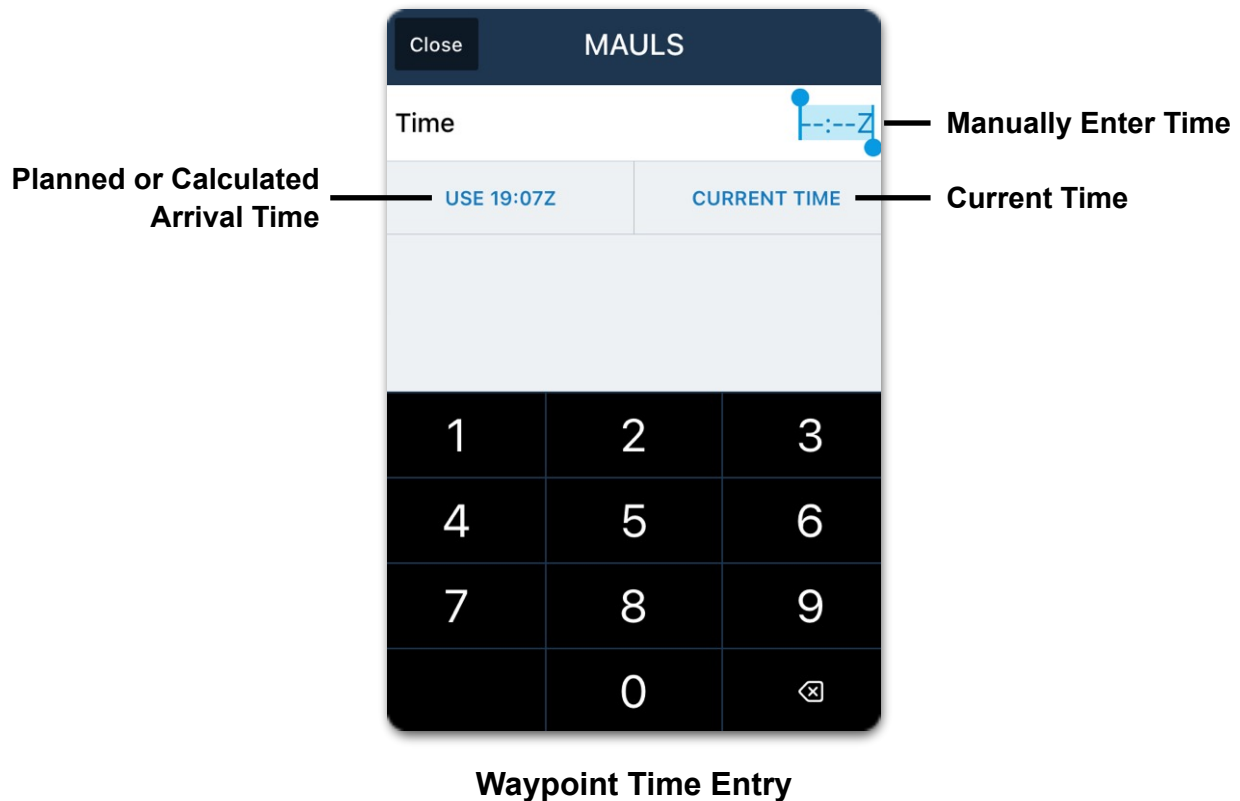 Close
MAULS
Time
--:--Z
Manually Enter Time
Planned or Calculated
Arrival Time
USE 19:07Z
CURRENT TIME
Current Time
1 2 3
4 5 6
7 8 9
0
Waypoint Time Entry